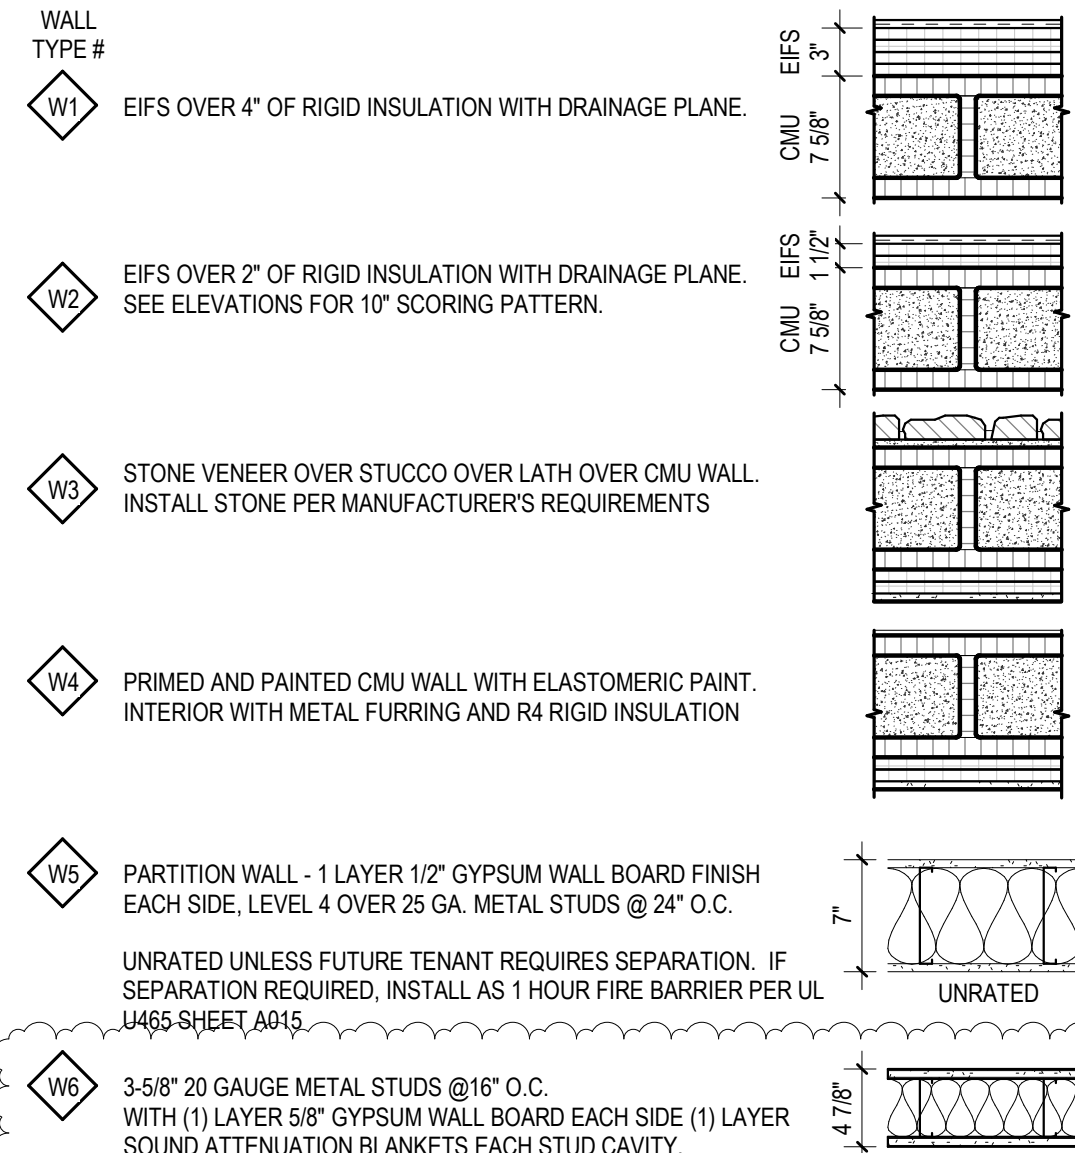 WALL
TYPE #
W1
EIFS OVER 4" OF RIGID INSULATION WITH DRAINAGE PLANE.
EIFS
3"
CMU
7 5/8"
W2
EIFS OVER 2" OF RIGID INSULATION WITH DRAINAGE PLANE.
SEE ELEVATIONS FOR 10" SCORING PATTERN.
EIFS
1 1/2"
CMU
7 5/8"
W3
STONE VENEER OVER STUCCO OVER LATH OVER CMU WALL.
INSTALL STONE PER MANUFACTURER'S REQUIREMENTS
W4
PRIMED AND PAINTED CMU WALL WITH ELASTOMERIC PAINT.
INTERIOR WITH METAL FURRING AND R4 RIGID INSULATION
W5
PARTITION WALL - 1 LAYER 1/2" GYPSUM WALL BOARD FINISH
EACH SIDE, LEVEL 4 OVER 25 GA. METAL STUDS @ 24" O.C.
UNRATED UNLESS FUTURE TENANT REQUIRES SEPARATION. IF
SEPARATION REQUIRED, INSTALL AS 1 HOUR FIRE BARRIER PER UL
U465 SHEET A015
7"
UNRATED
W6
3-5/8" 20 GAUGE METAL STUDS @16" O.C.
WITH (1) LAYER 5/8" GYPSUM WALL BOARD EACH SIDE (1) LAYER
SOUND ATTENUATION BLANKETS EACH STUD CAVITY.
4 7/8"